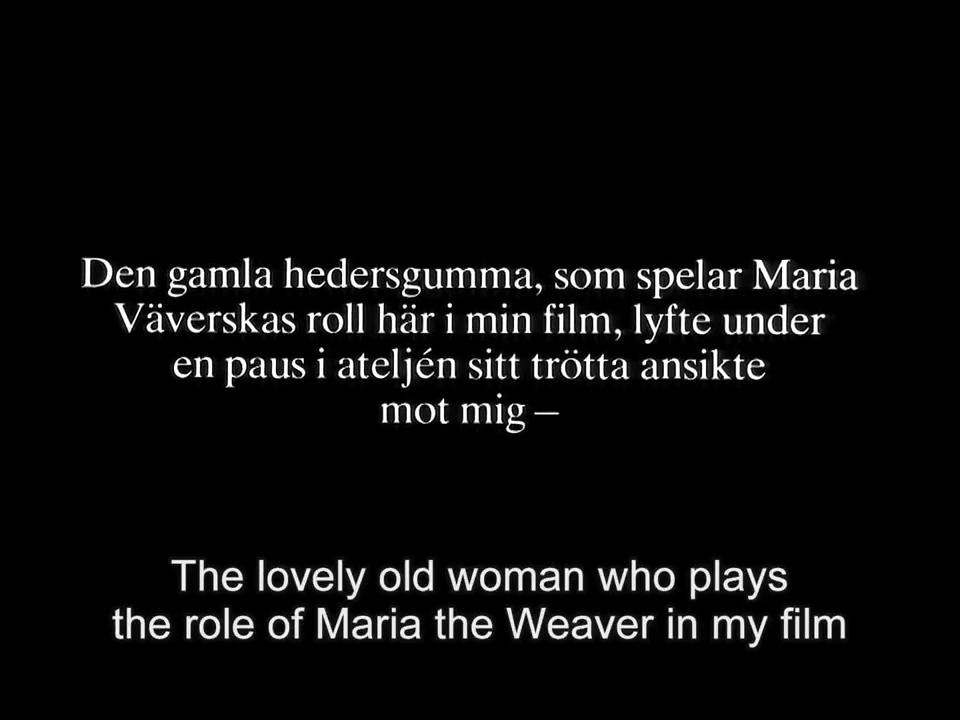 Den gamla hedersgumma, som spelar Maria
Väverskas roll här i min film, lyfte under
en paus i ateljén sitt trötta ansikte
mot mig –
The lovely old woman who plays
the role of Maria the Weaver in my film